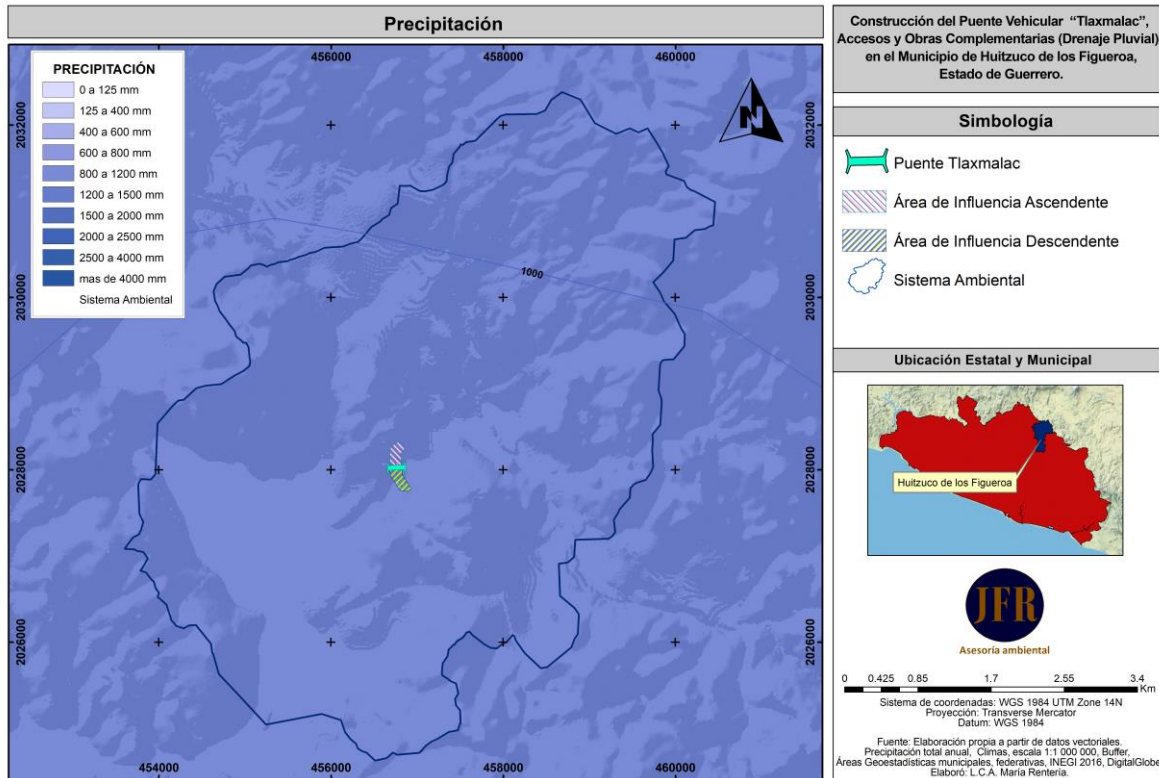 Precipitación
456000
458000
460000
2032000
2030000
2028000
2026000
2032000
2030000
2028000
2026000
454000
456000
458000
460000
PRECIPITACIÓN
0 a 125 mm
125 a 400 mm
400 a 600 mm
600 a 800 mm
800 a 1200 mm
1200 a 1500 mm
1500 a 2000 mm
2000 a 2500 mm
2500 a 4000 mm
mas de 4000 mm
Sistema Ambiental
N
1000
Construcción del Puente Vehicular “Tlaxmalac”,
Accesos y Obras Complementarias (Drenaje Pluvial)
en el Municipio de Huitzuco de los Figueroa,
Estado de Guerrero.
Simbología
Puente Tlaxmalac
Área de Influencia Ascendente
Área de Influencia Descendente
Sistema Ambiental
Ubicación Estatal y Municipal
Huitzuco de los Figueroa
JFR
Asesoría ambiental
0 0.425 0.85 1.7 2.55 3.4
Km
Sistema de coordenadas: WGS 1984 UTM Zone 14N
Proyección: Transverse Mercator
Datum: WGS 1984
Fuente: Elaboración propia a partir de datos vectoriales.
Precipitación total anual, Climas, escala 1:1 000 000, Buffer,
Áreas Geoestadísticas municipales, federativas, INEGI 2016, DigitalGlobe
Elaboró: L.C.A. María Rentería.